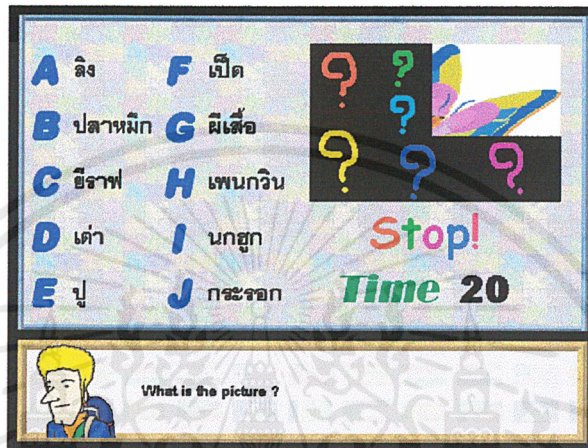 A ลิง
B ปลาหมึก
C ยีราฟ
D เต่า
E ปู
F เป็ด
G ผีเสื้อ
H เพนกวิน
I นกฮูก
J กระรอก
? ?
?
? ? ?
Stop!
Time 20
What is the picture ?